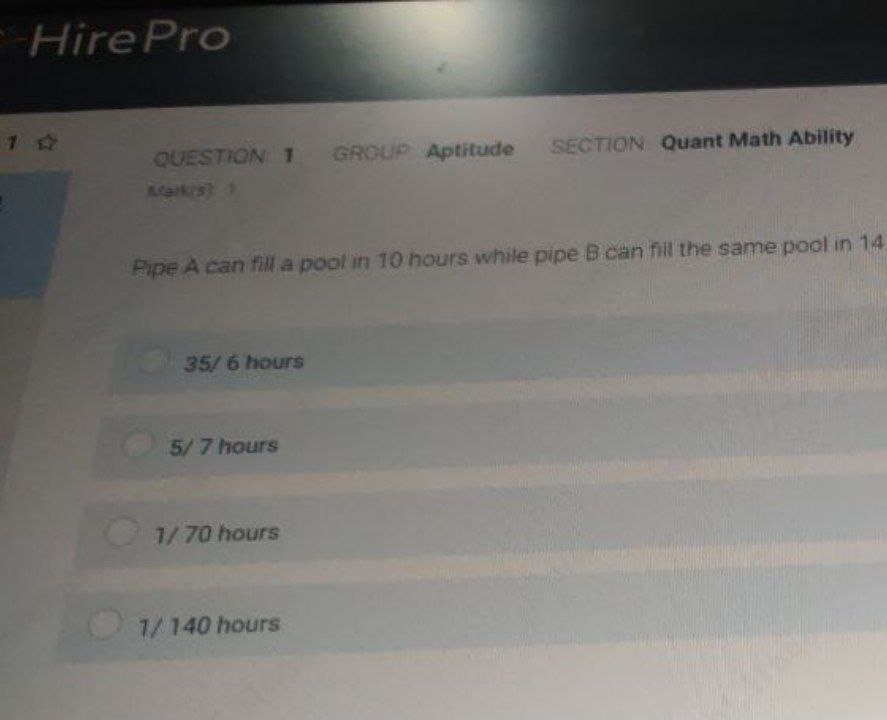 HirePro
1
QUESTION: 1 GROUP: Aptitude SECTION: Quant Math Ability
Mark(s): 1
Pipe A can fill a pool in 10 hours while pipe B can fill the same pool in 14
35/ 6 hours
5/ 7 hours
1/ 70 hours
1/ 140 hours